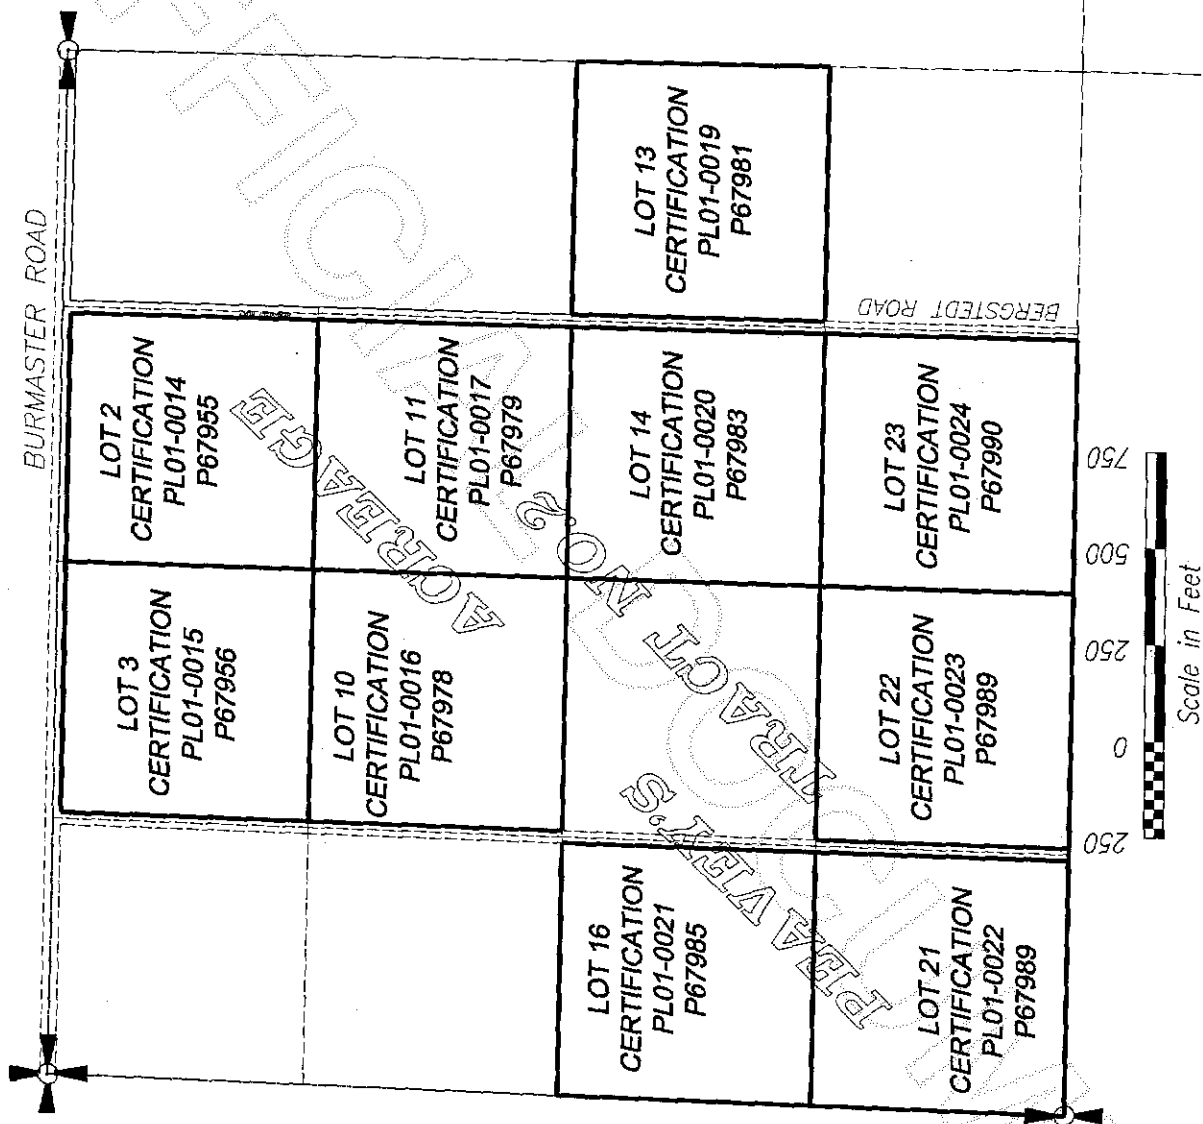 BURMASTER ROAD
LOT 3
CERTIFICATION
PL01-0015
P67956
LOT 2
CERTIFICATION
PL01-0014
P67955
LOT 10
CERTIFICATION
PL01-0016
P67978
LOT 11
CERTIFICATION
PL01-0017
P67979
LOT 13
CERTIFICATION
PL01-0019
P67981
LOT 16
CERTIFICATION
PL01-0021
P67985
LOT 14
CERTIFICATION
PL01-0020
P67983
BERGSTEDT ROAD
LOT 21
CERTIFICATION
PL01-0022
P67989
LOT 22
CERTIFICATION
PL01-0023
P67989
LOT 23
CERTIFICATION
PL01-0024
P67990
PEAVEY'S
ACREAGE
TRACT NO.2
250 0 250 500 750
Scale in Feet